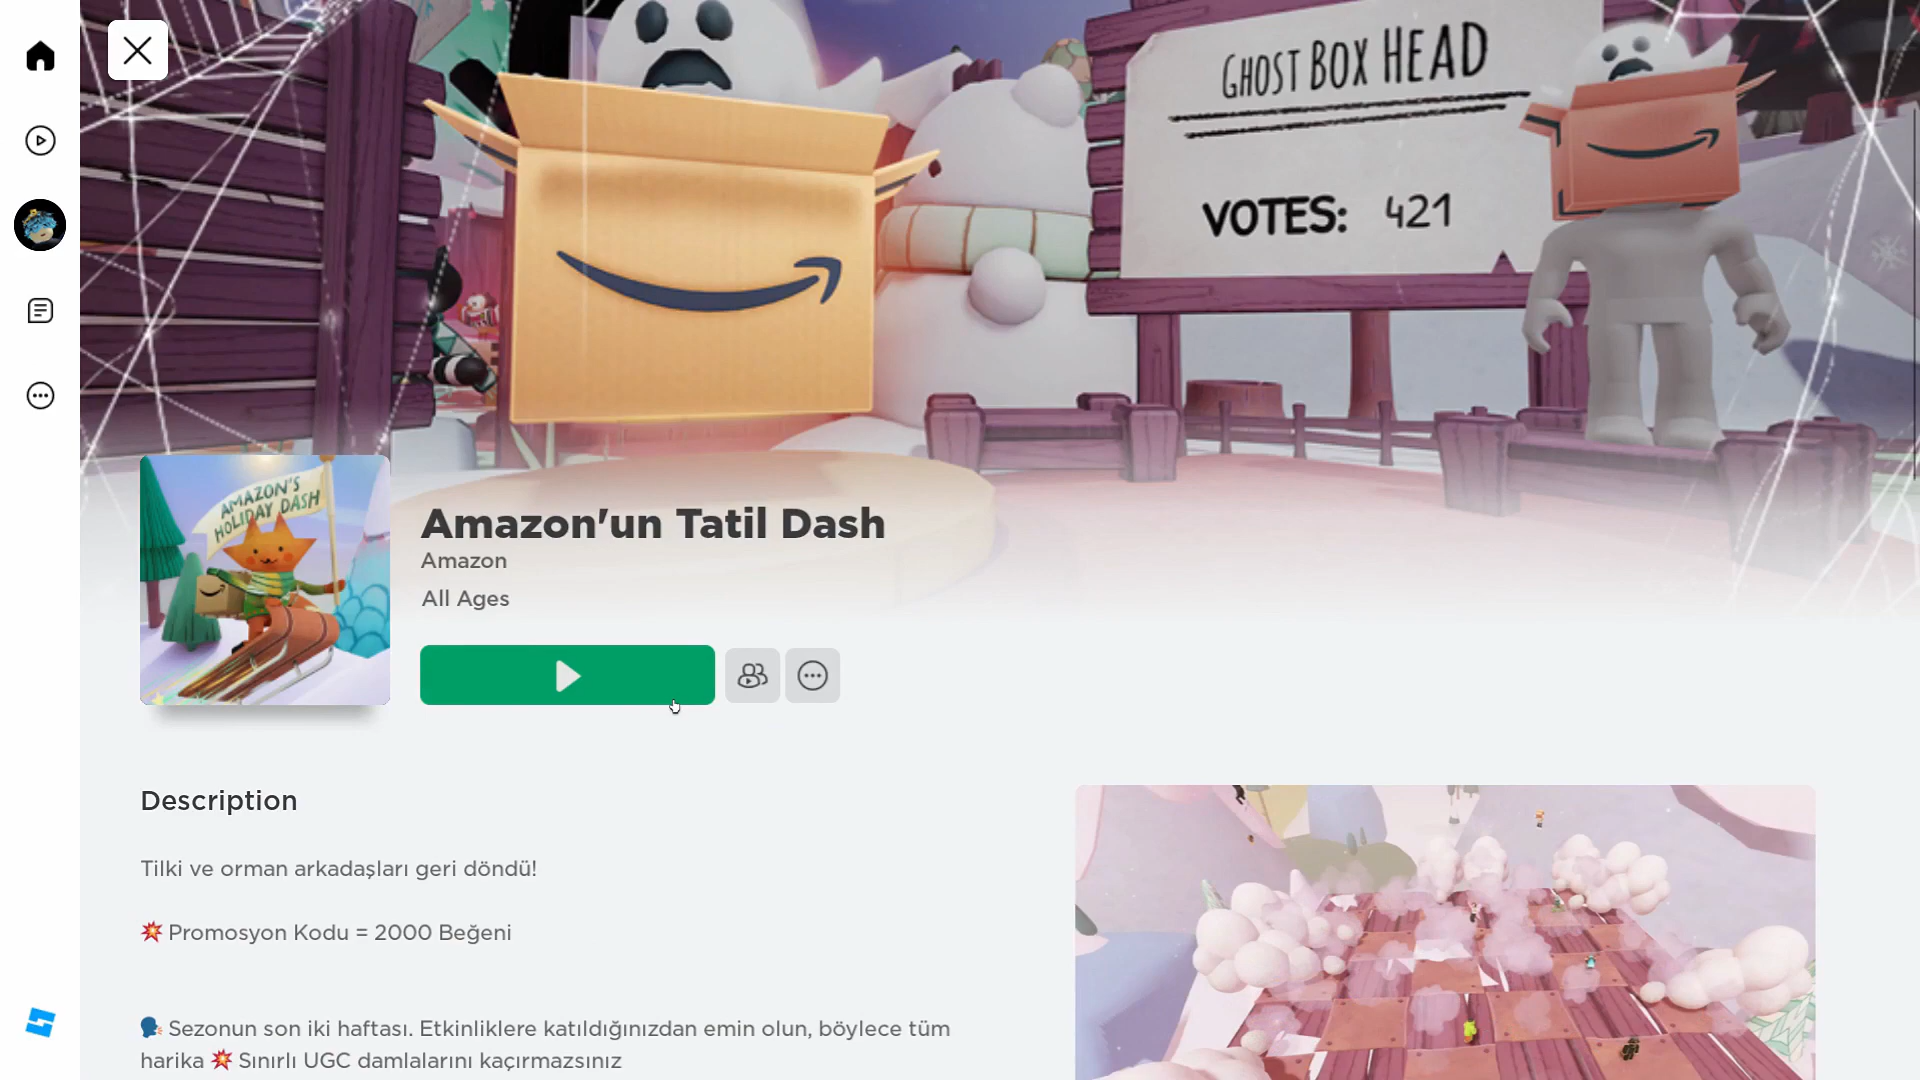 GHOST BOX HEAD
VOTES: 421
AMAZON'S
HOLIDAY DASH
Amazon'un Tatil Dash
Amazon
All Ages
Description
Tilki ve orman arkadaşları geri döndü!
💥 Promosyon Kodu = 2000 Beğeni
🗣️ Sezonun son iki haftası. Etkinliklere katıldığınızdan emin olun, böylece tüm
harika 💥 Sınırlı UGC damlalarını kaçırmazsınız